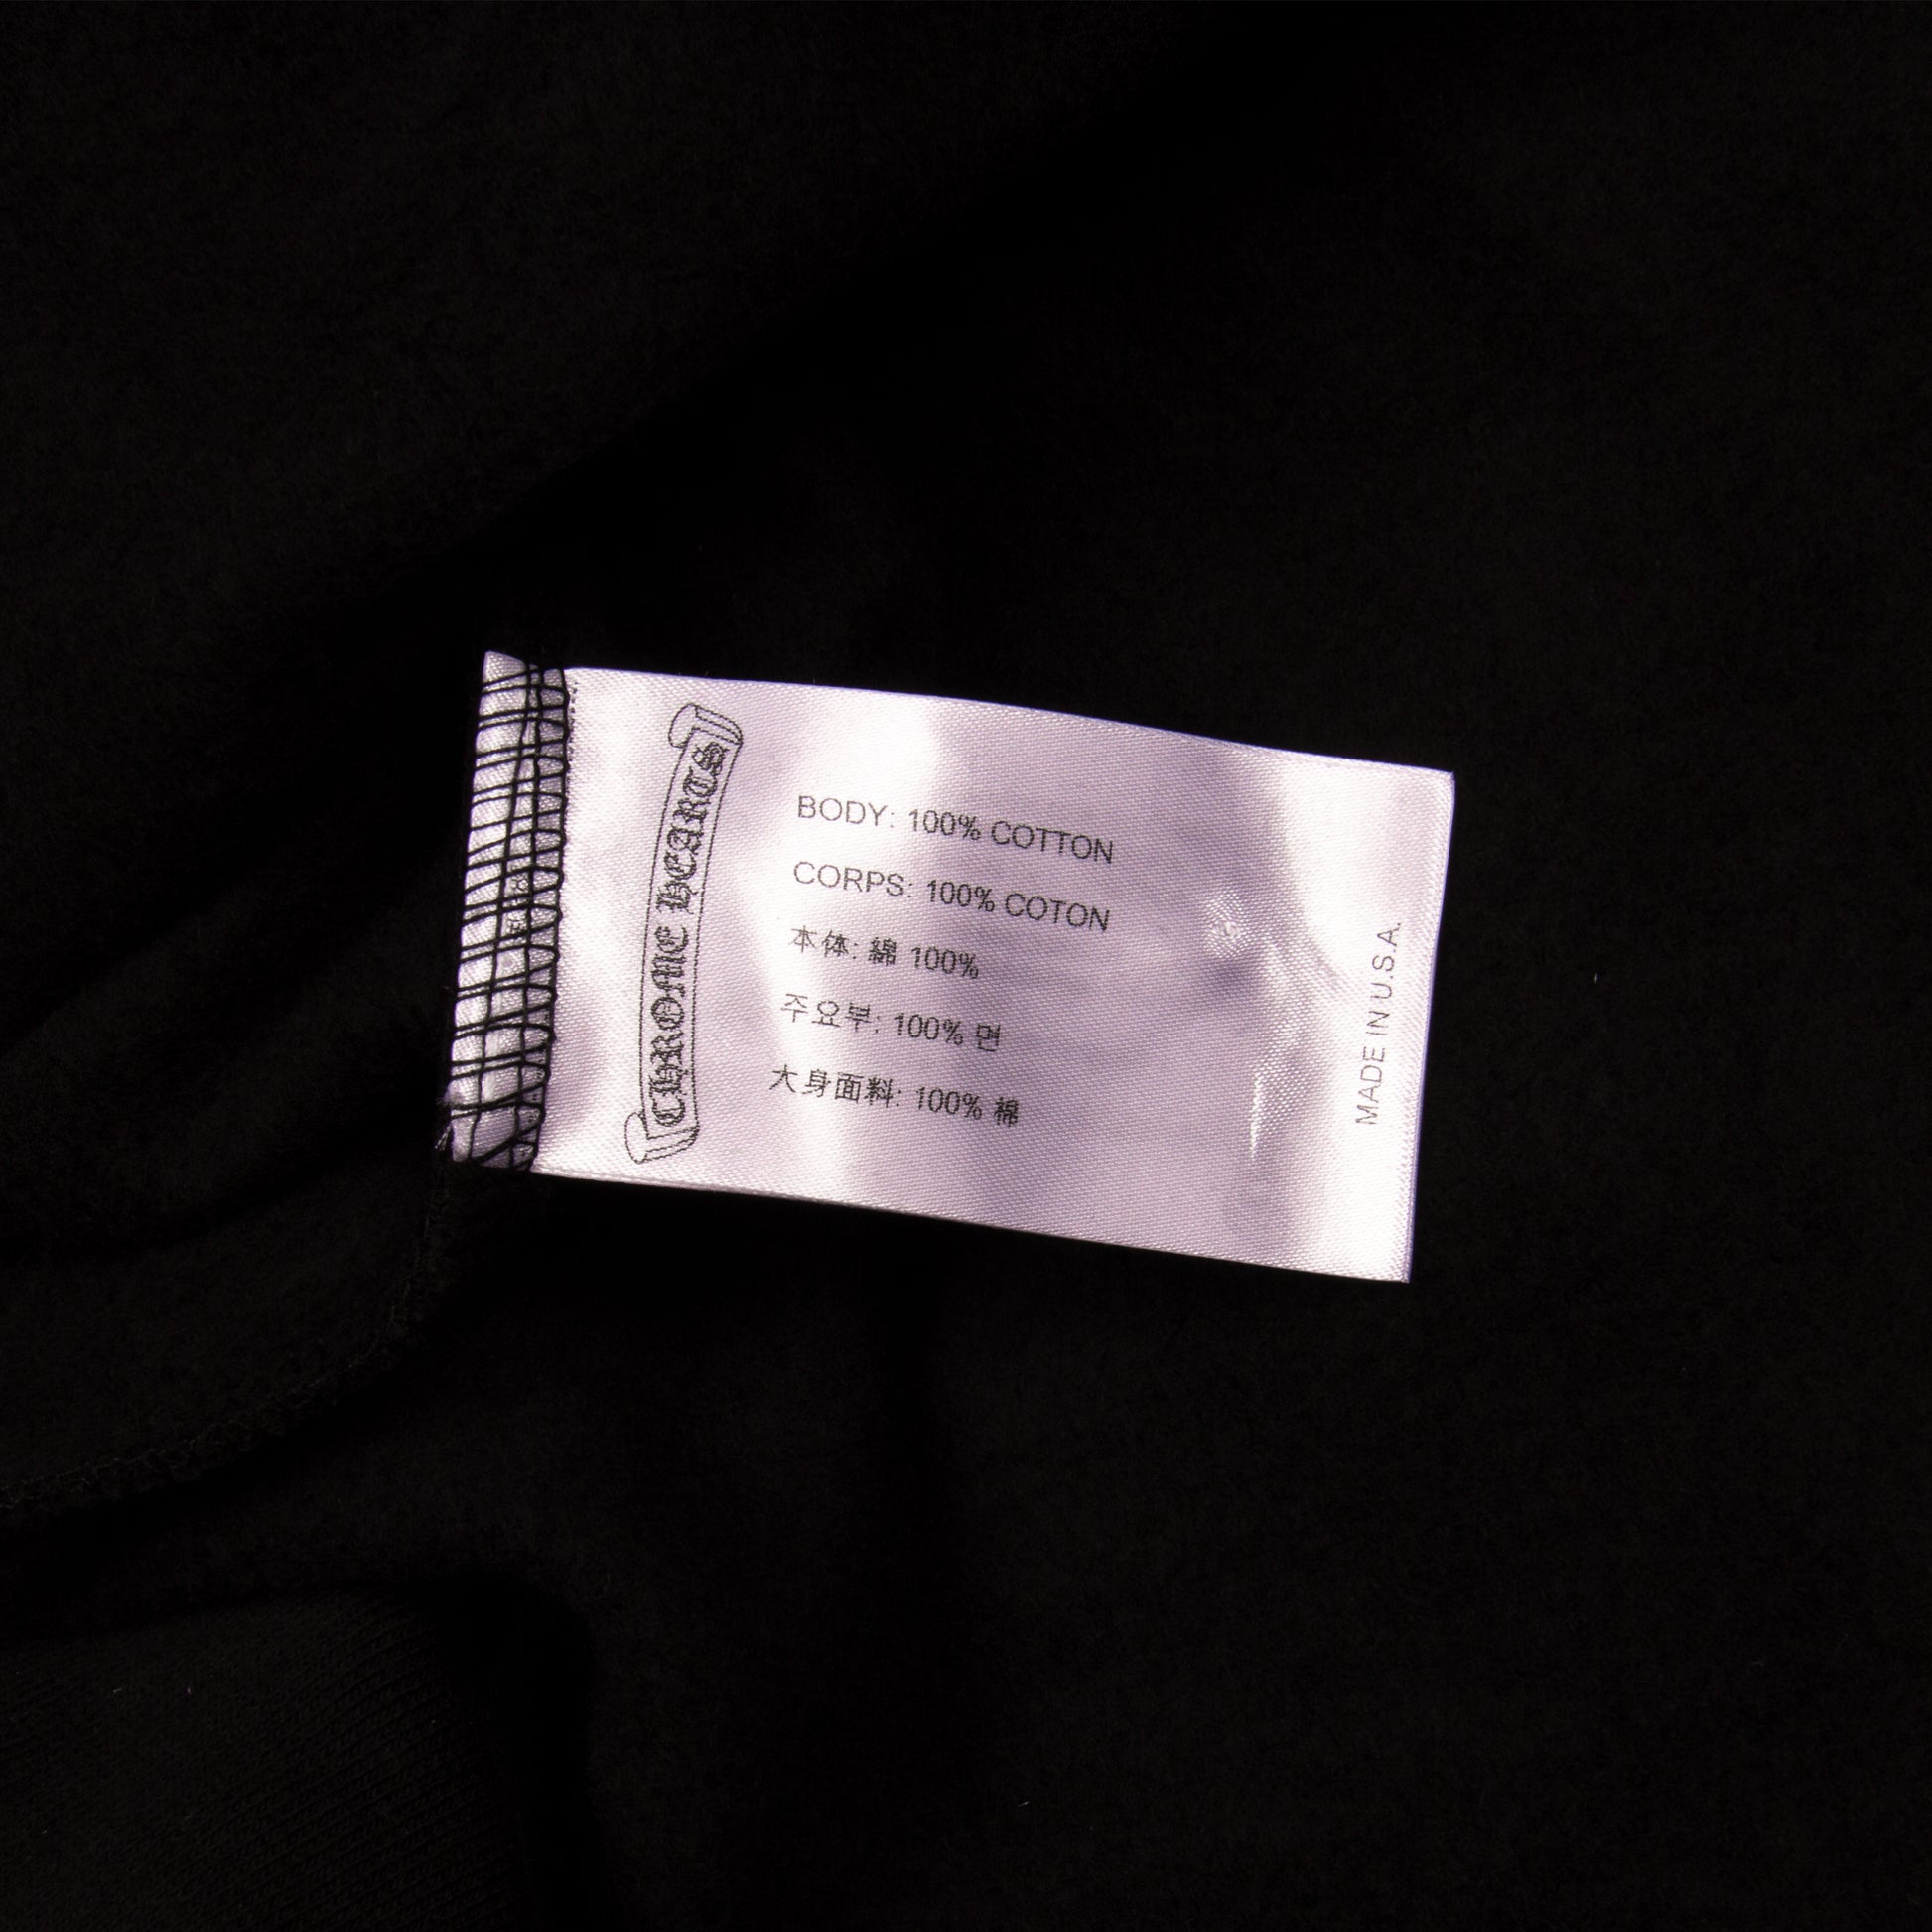 CHROME HEARTS
BODY: 100% COTTON
CORPS: 100% COTON
本体: 綿 100%
주요부: 100% 면
大身面料: 100% 棉
MADE IN U.S.A.